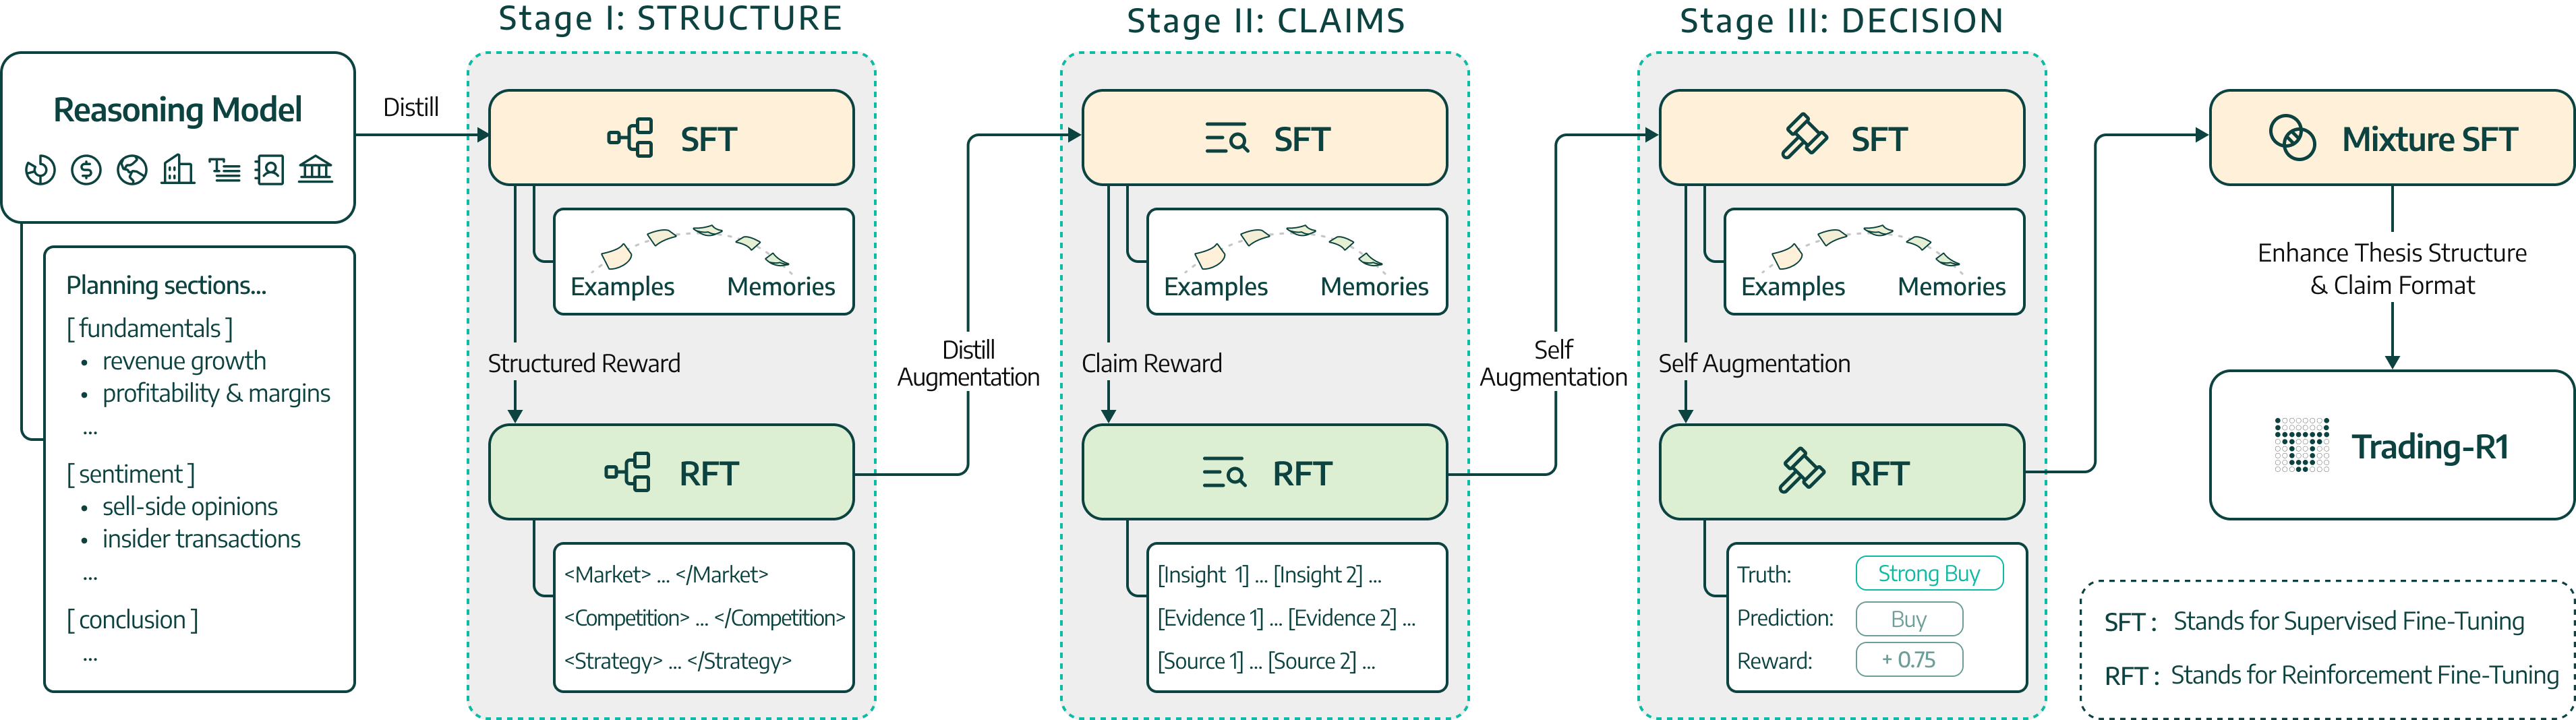 Stage I: STRUCTURE
Stage II: CLAIMS
Stage III: DECISION
Reasoning Model
Planning sections...
[ fundamentals ]
• revenue growth
• profitability & margins
...
[ sentiment ]
• sell-side opinions
• insider transactions
...
[ conclusion ]
...
Distill
SFT
Examples
Memories
Structured Reward
RFT
<Market> ... </Market>
<Competition> ... </Competition>
<Strategy> ... </Strategy>
Distill
Augmentation
SFT
Examples
Memories
Claim Reward
RFT
[Insight 1] ... [Insight 2] ...
[Evidence 1] ... [Evidence 2] ...
[Source 1] ... [Source 2] ...
Self
Augmentation
SFT
Examples
Memories
Self Augmentation
RFT
Truth: Strong Buy
Prediction: Buy
Reward: + 0.75
Mixture SFT
Enhance Thesis Structure
& Claim Format
Trading-R1
SFT : Stands for Supervised Fine-Tuning
RFT : Stands for Reinforcement Fine-Tuning